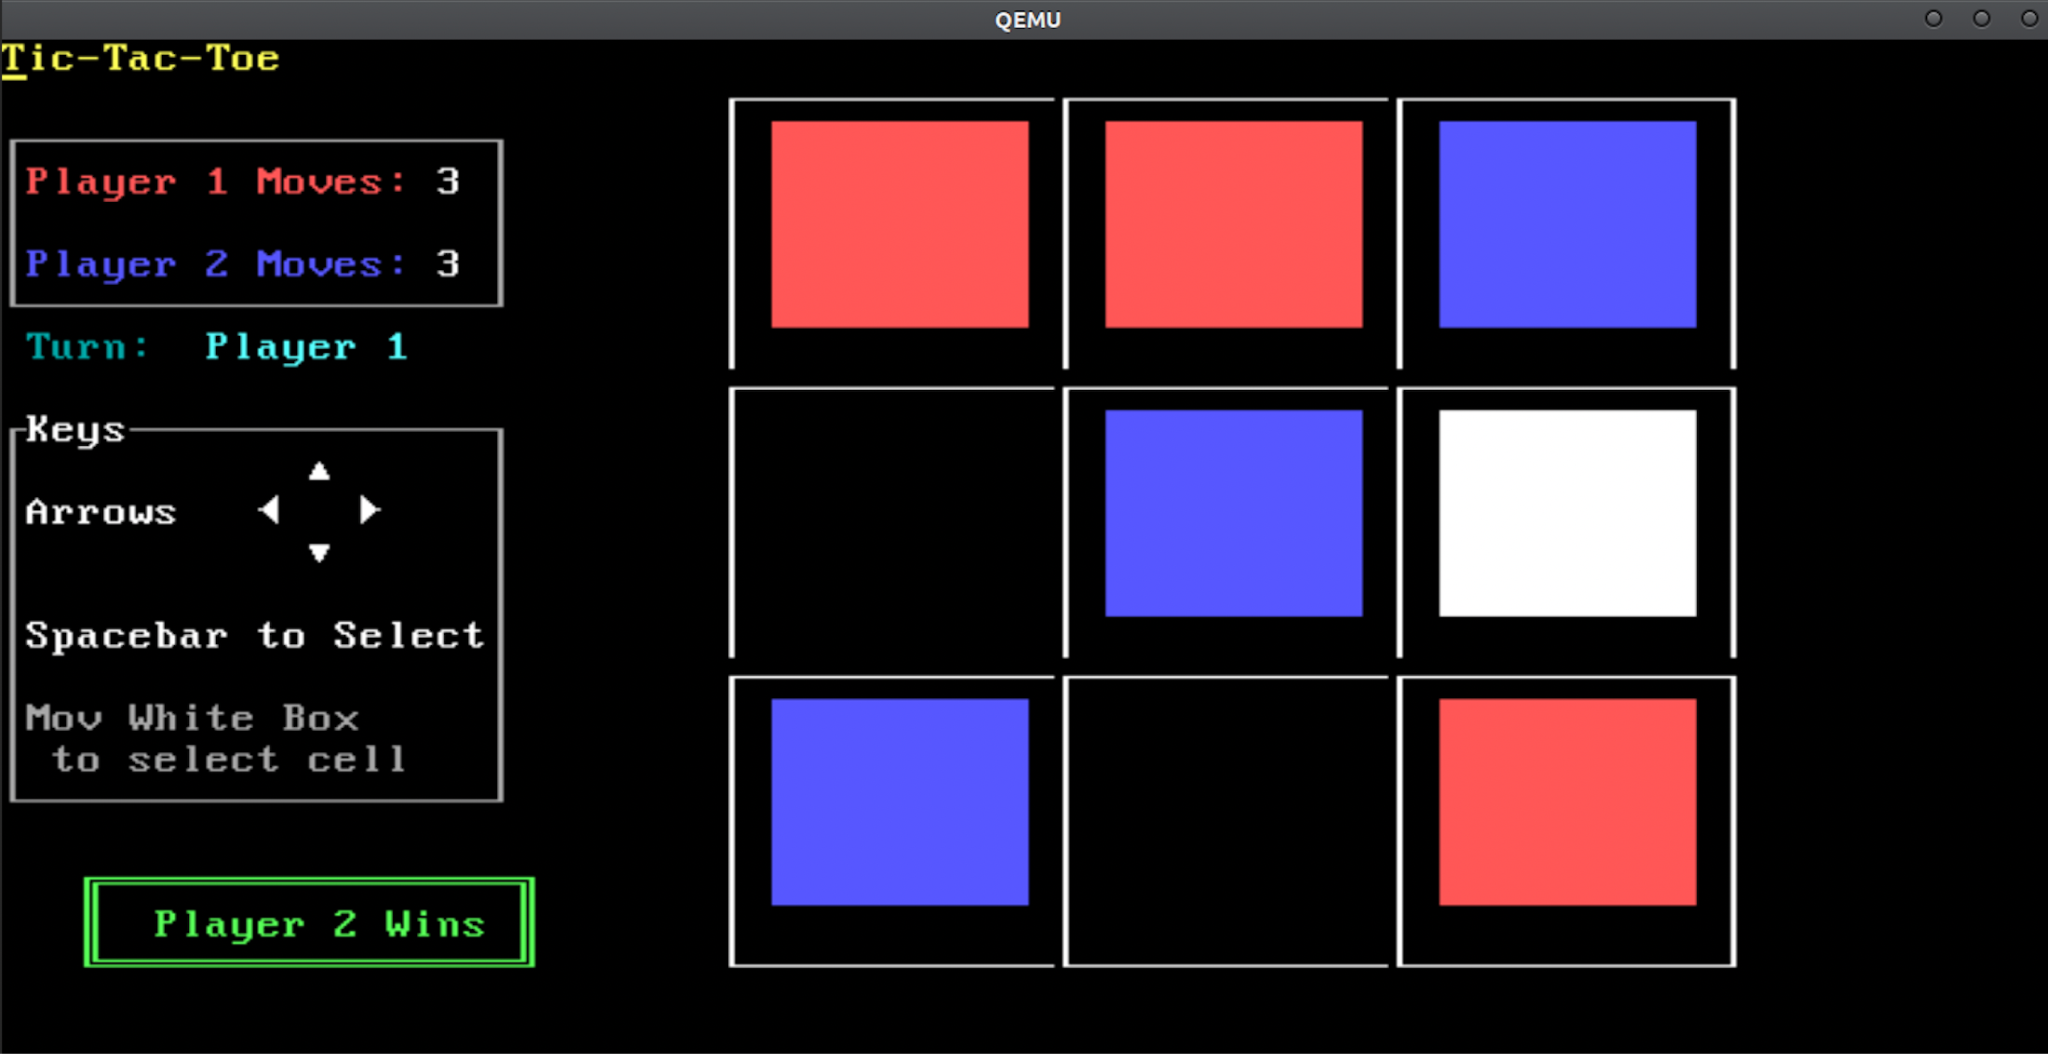 QEMU
Tic-Tac-Toe
Player 1 Moves: 3
Player 2 Moves: 3
Turn: Player 1
Keys
Arrows
Spacebar to Select
Mov White Box
to select cell
Player 2 Wins